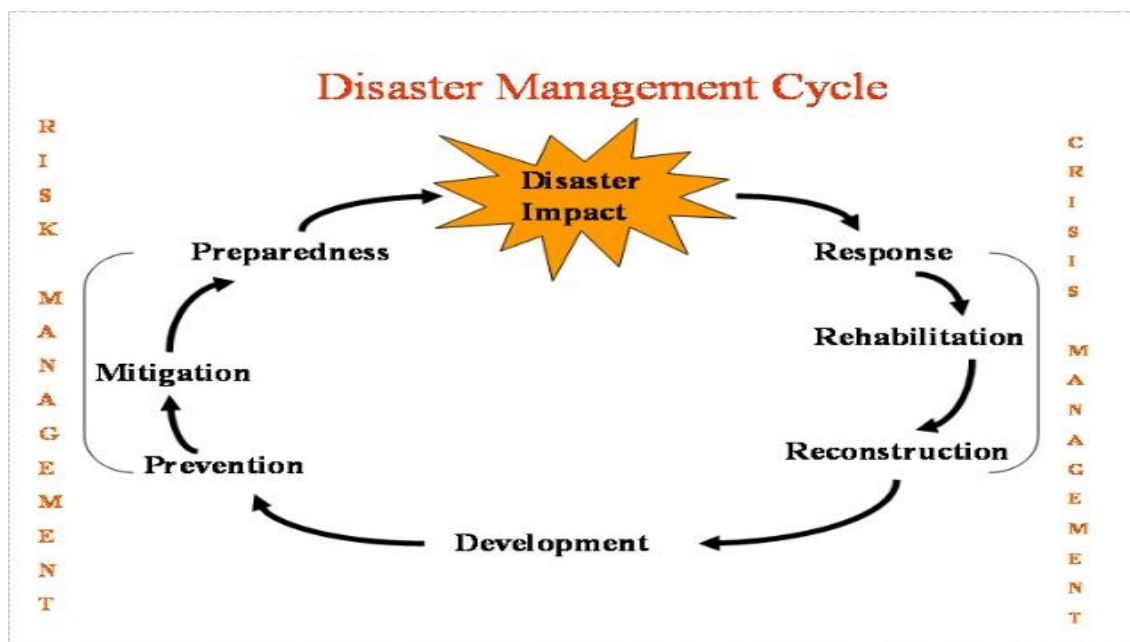 Disaster Management Cycle
RISK MANAGEMENT
CRISIS MANAGEMENT
Disaster
Impact
Preparedness
Response
Rehabilitation
Mitigation
Reconstruction
Prevention
Development